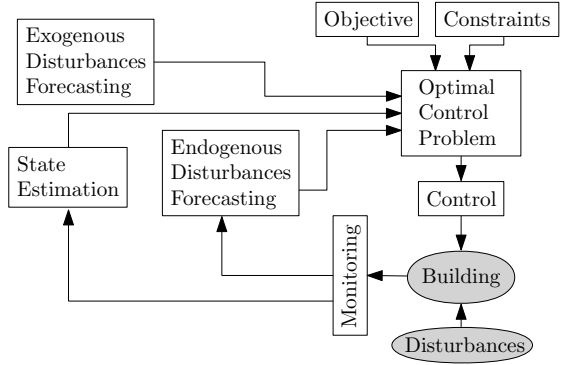 Objective
Constraints
Exogenous
Disturbances
Forecasting
Optimal
Control
Problem
Endogenous
Disturbances
Forecasting
State
Estimation
Control
Monitoring
Building
Disturbances